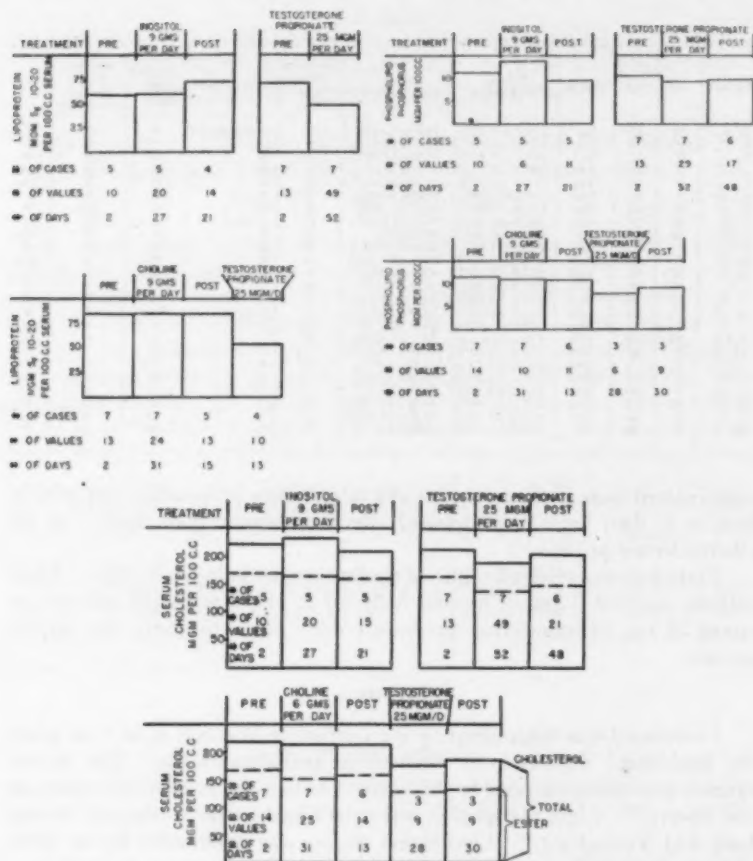 TREATMENT PRE INOSITOL 9 GMS PER DAY POST TESTOSTERONE PROPIONATE PRE 25 MGM PER DAY
LIPOPROTEIN MGM Sf 10-20 PER 100 C.C. SERUM
75
50
25
# OF CASES 5 5 4 7 7
# OF VALUES 10 20 14 13 49
# OF DAYS 2 27 21 2 52
TREATMENT PRE INOSITOL 9 GMS PER DAY POST TESTOSTERONE PROPIONATE PRE 25 MGM PER DAY POST
PHOSPHOLIPID PHOSPHORUS MGM PER 100CC
10
5
# OF CASES 5 5 5 7 7 6
# OF VALUES 10 6 11 13 29 17
# OF DAYS 2 27 21 2 52 48
PRE CHOLINE 9 GMS PER DAY POST TESTOSTERONE PROPIONATE 25 MGM/D
LIPOPROTEIN MGM Sf 10-20 PER 100 C.C SERUM
75
50
25
# OF CASES 7 7 5 4
# OF VALUES 13 24 13 10
# OF DAYS 2 31 15 15
PRE CHOLINE 9 GMS PER DAY POST TESTOSTERONE PROPIONATE 25 MGM/D POST
PHOSPHOLIPID PHOSPHORUS MGM PER 100CC
10
5
# OF CASES 7 7 6 3 3
# OF VALUES 14 10 11 6 9
# OF DAYS 2 31 13 28 30
TREATMENT PRE INOSITOL 9 GMS PER DAY POST TESTOSTERONE PROPIONATE PRE 25 MGM PER DAY POST
SERUM CHOLESTEROL MGM PER 100 C.C
200
150
100
50
# OF CASES 5 5 5 7 7 6
# OF VALUES 10 20 15 13 49 21
# OF DAYS 2 27 21 2 52 48
PRE CHOLINE 6 GMS PER DAY POST TESTOSTERONE PROPIONATE 25 MGM/D POST
SERUM CHOLESTEROL MGM PER 100 C.C
200
150
100
50
# OF CASES 7 7 6 3 3
# OF VALUES 14 25 14 9 9
# OF DAYS 2 31 13 28 30
CHOLESTEROL
TOTAL
ESTER